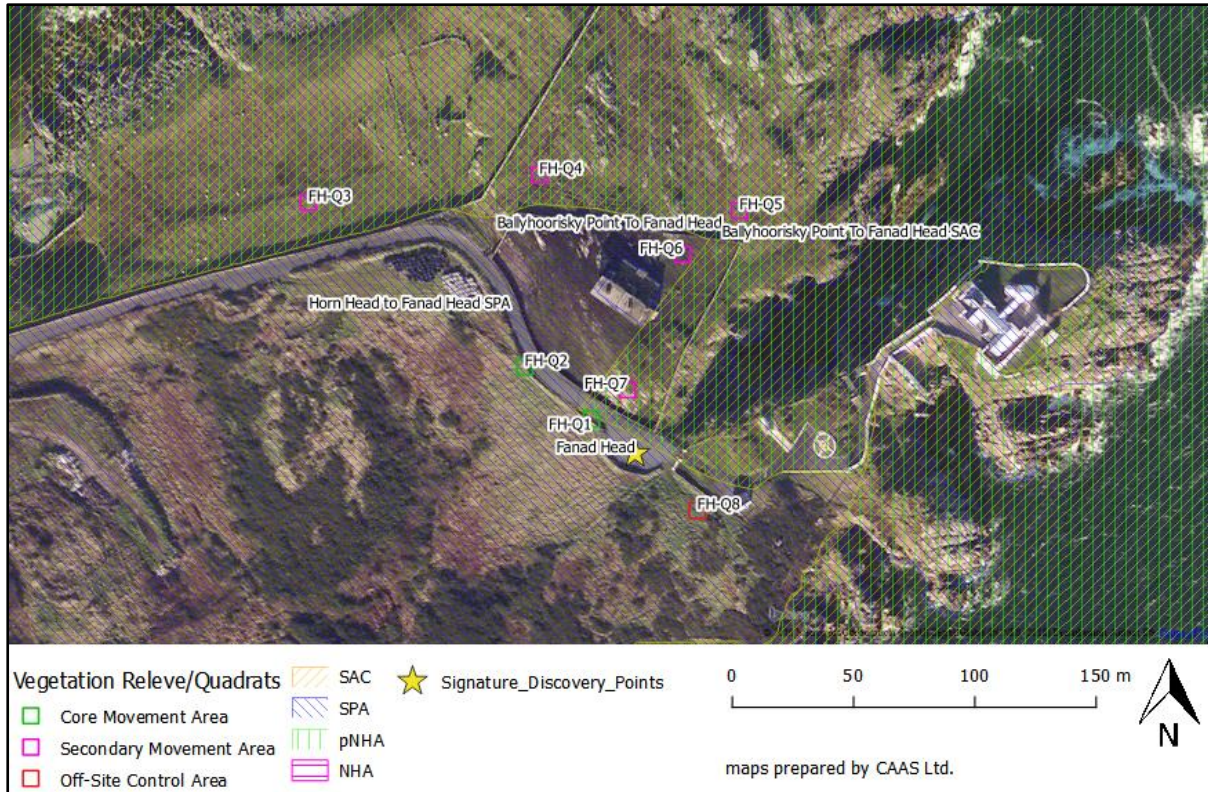 FH-Q4
FH-Q3
FH-Q5
Ballyhoorisky Point To Fanad Head
Ballyhoorisky Point To Fanad Head SAC
FH-Q6
Horn Head to Fanad Head SPA
FH-Q2
FH-Q7
FH-Q1
Fanad Head
FH-Q8
Vegetation Releve/Quadrats
Core Movement Area
Secondary Movement Area
Off-Site Control Area
SAC
SPA
pNHA
NHA
Signature_Discovery_Points
0 50 100 150 m
maps prepared by CAAS Ltd.
N